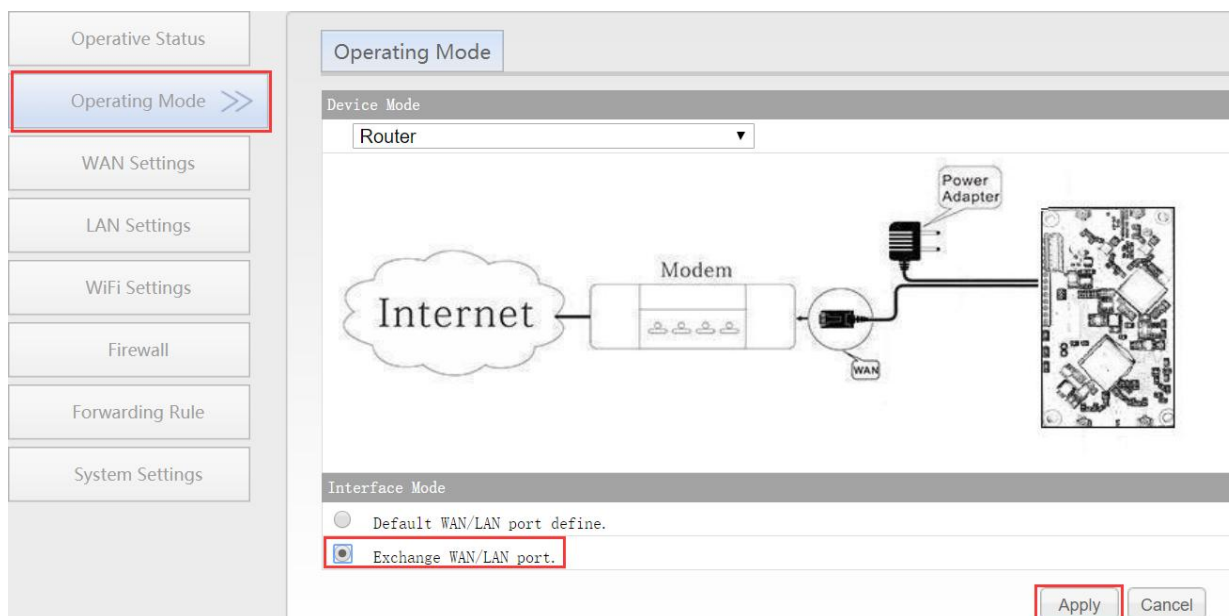 Operative Status
Operating Mode
WAN Settings
LAN Settings
WiFi Settings
Firewall
Forwarding Rule
System Settings
Operating Mode
Device Mode
Router
Power
Adapter
Internet
Modem
WAN
8
Interface Mode
Default WAN/LAN port define.
Exchange WAN/LAN port.
Apply Cancel